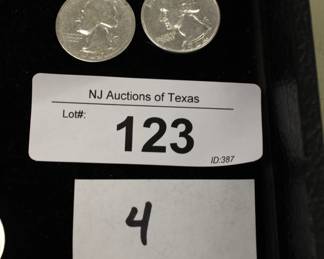 NJ Auctions of Texas
Lot#:
123
ID:387
4